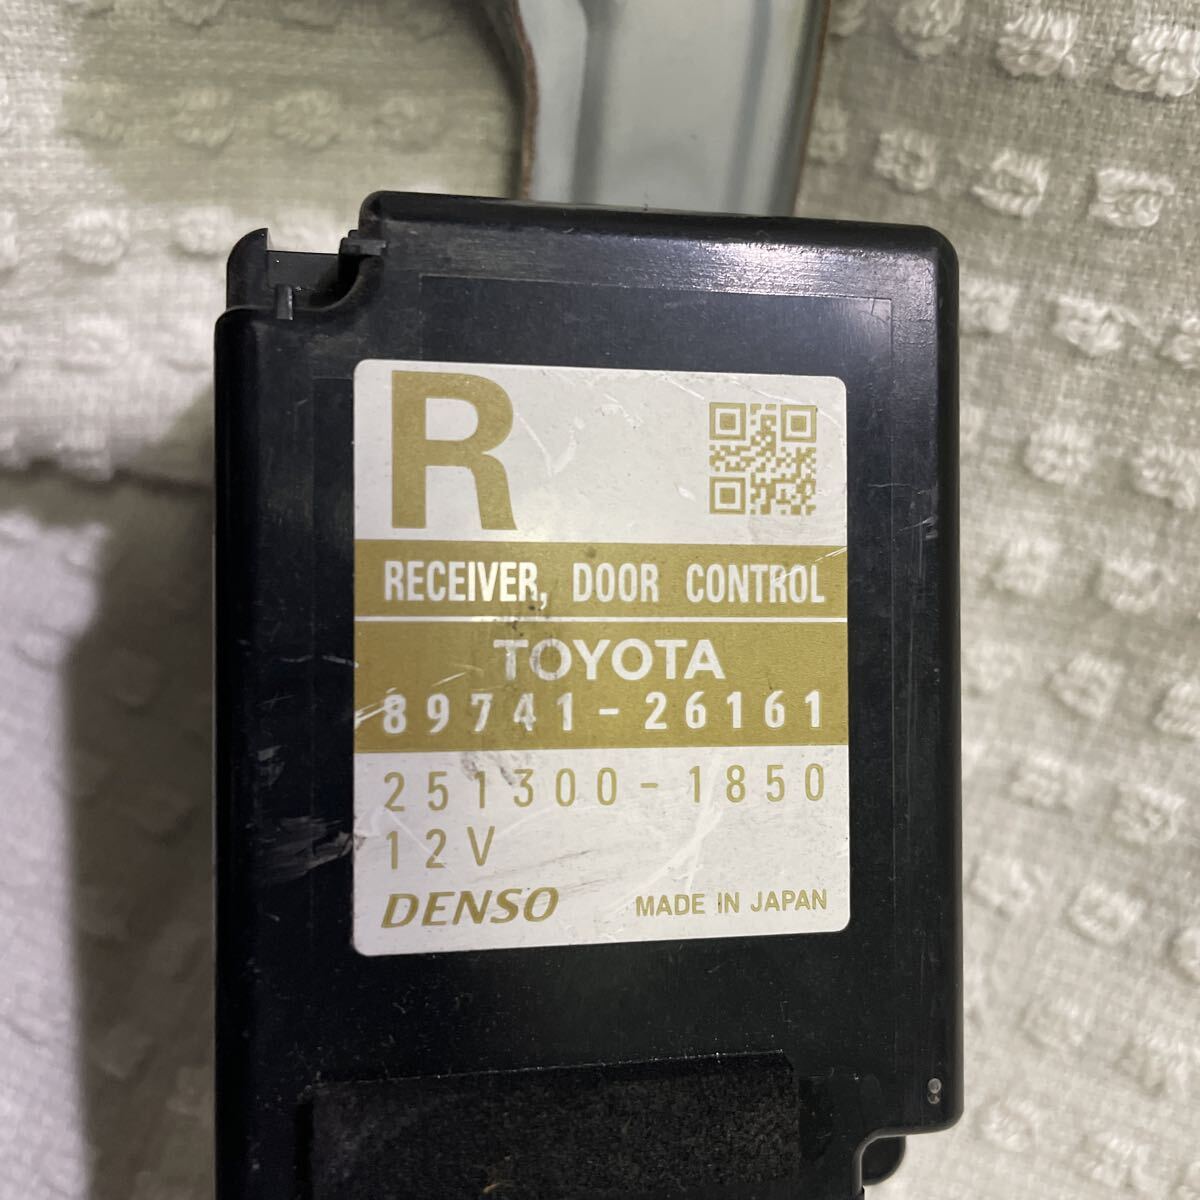 R
RECEIVER, DOOR CONTROL
TOYOTA
89741-26161
251300-1850
12V
DENSO MADE IN JAPAN